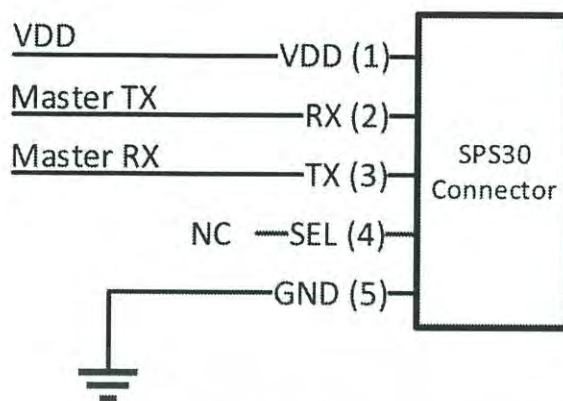 VDD
VDD (1)
Master TX
RX (2)
Master RX
TX (3)
SPS30
Connector
NC
SEL (4)
GND (5)